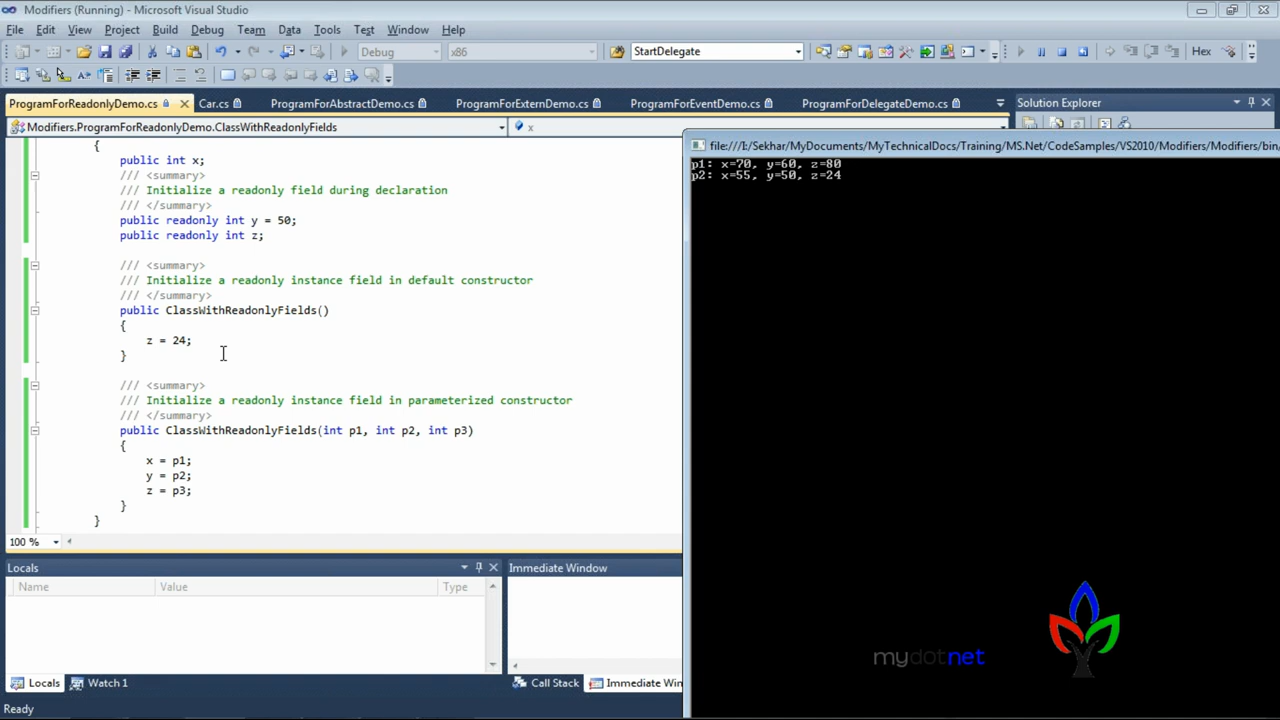 Modifiers (Running) - Microsoft Visual Studio
File Edit View Project Build Debug Team Data Tools Test Window Help
Debug x86 StartDelegate Hex
ProgramForReadonlyDemo.cs Car.cs ProgramForAbstractDemo.cs ProgramForExternDemo.cs ProgramForEventDemo.cs ProgramForDelegateDemo.cs Solution Explorer
Modifiers.ProgramForReadonlyDemo.ClassWithReadonlyFields x
{
public int x;
/// <summary>
/// Initialize a readonly field during declaration
/// </summary>
public readonly int y = 50;
public readonly int z;
/// <summary>
/// Initialize a readonly instance field in default constructor
/// </summary>
public ClassWithReadonlyFields()
{
z = 24;
}
/// <summary>
/// Initialize a readonly instance field in parameterized constructor
/// </summary>
public ClassWithReadonlyFields(int p1, int p2, int p3)
{
x = p1;
y = p2;
z = p3;
}
}
100 %
file:///I:/Sekhar/MyDocuments/MyTechnicalDocs/Training/MS.Net/CodeSamples/VS2010/Modifiers/Modifiers/bin/
p1: x=70, y=60, z=80
p2: x=55, y=50, z=24
mydotnet
Locals
Name Value Type
Immediate Window
Locals Watch 1
Call Stack Immediate Win
Ready